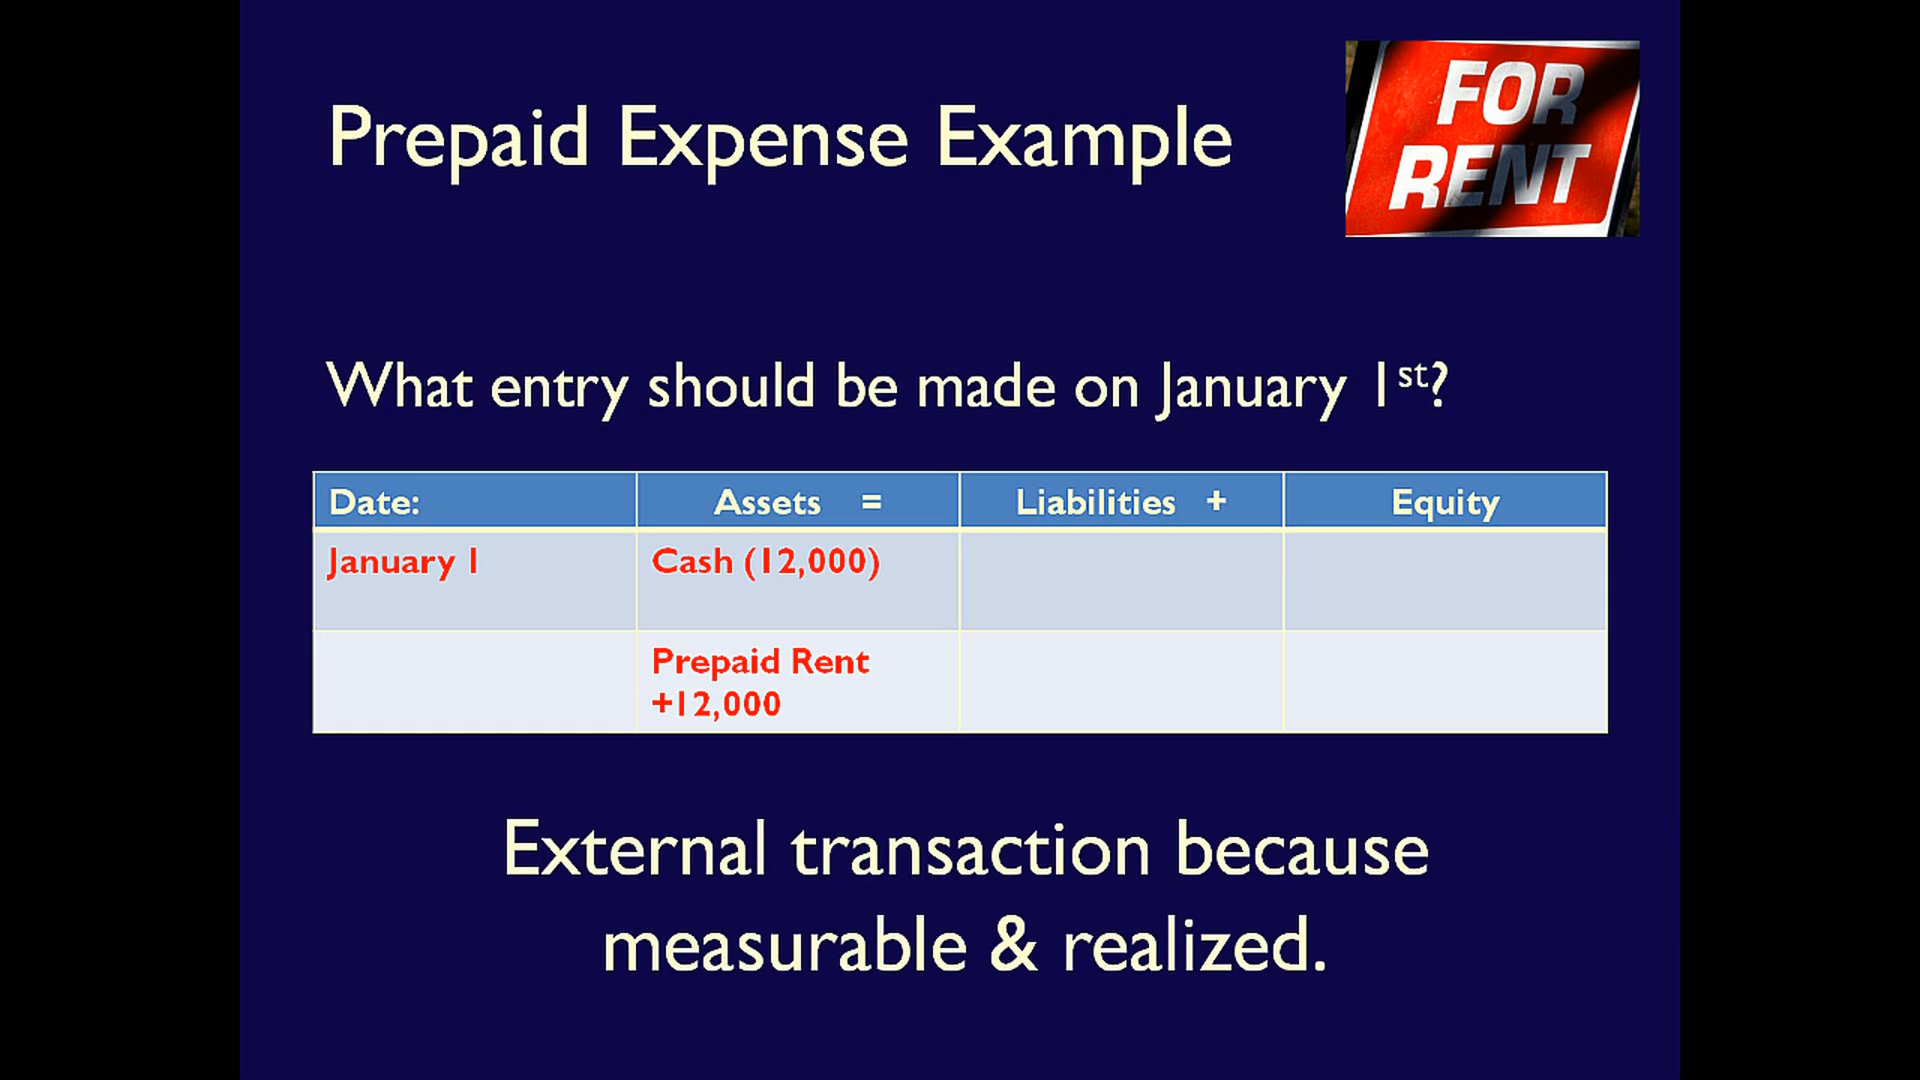 Prepaid Expense Example
FOR
RENT
What entry should be made on January 1st?
Date: Assets = Liabilities + Equity
January 1 Cash (12,000)
Prepaid Rent
+12,000
External transaction because
measurable & realized.